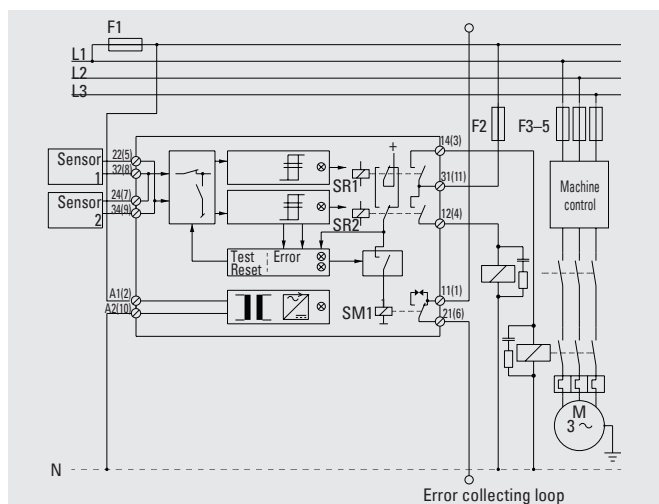 F1
L1
L2
L3
F2
F3–5
14(3)
Sensor
1
22(5)
32(8)
+
31(11)
SR1
Machine
control
Sensor
2
24(7)
34(9)
12(4)
SR2
Test
Reset
Error
A1(2)
A2(10)
SM1
11(1)
21(6)
M
3 ~
N
Error collecting loop